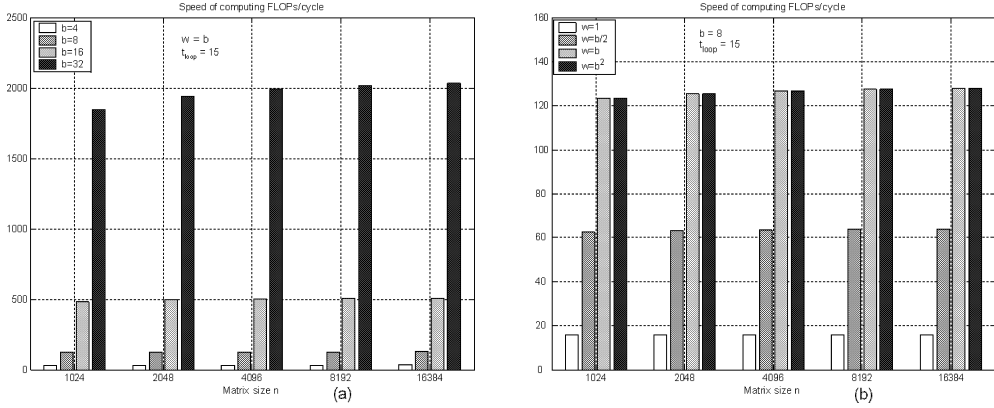 Speed of computing FLOPs/cycle
2500
2000
1500
1000
500
0
b=4
b=8
b=16
b=32
w = b
t_loop = 15
1024
2048
4096
8192
16384
Matrix size n
(a)
Speed of computing FLOPs/cycle
160
140
120
100
80
60
40
20
0
w=1
w=b/2
w=b
w=b²
b = 8
t_loop = 15
1024
2048
4096
8192
16384
Matrix size n
(b)